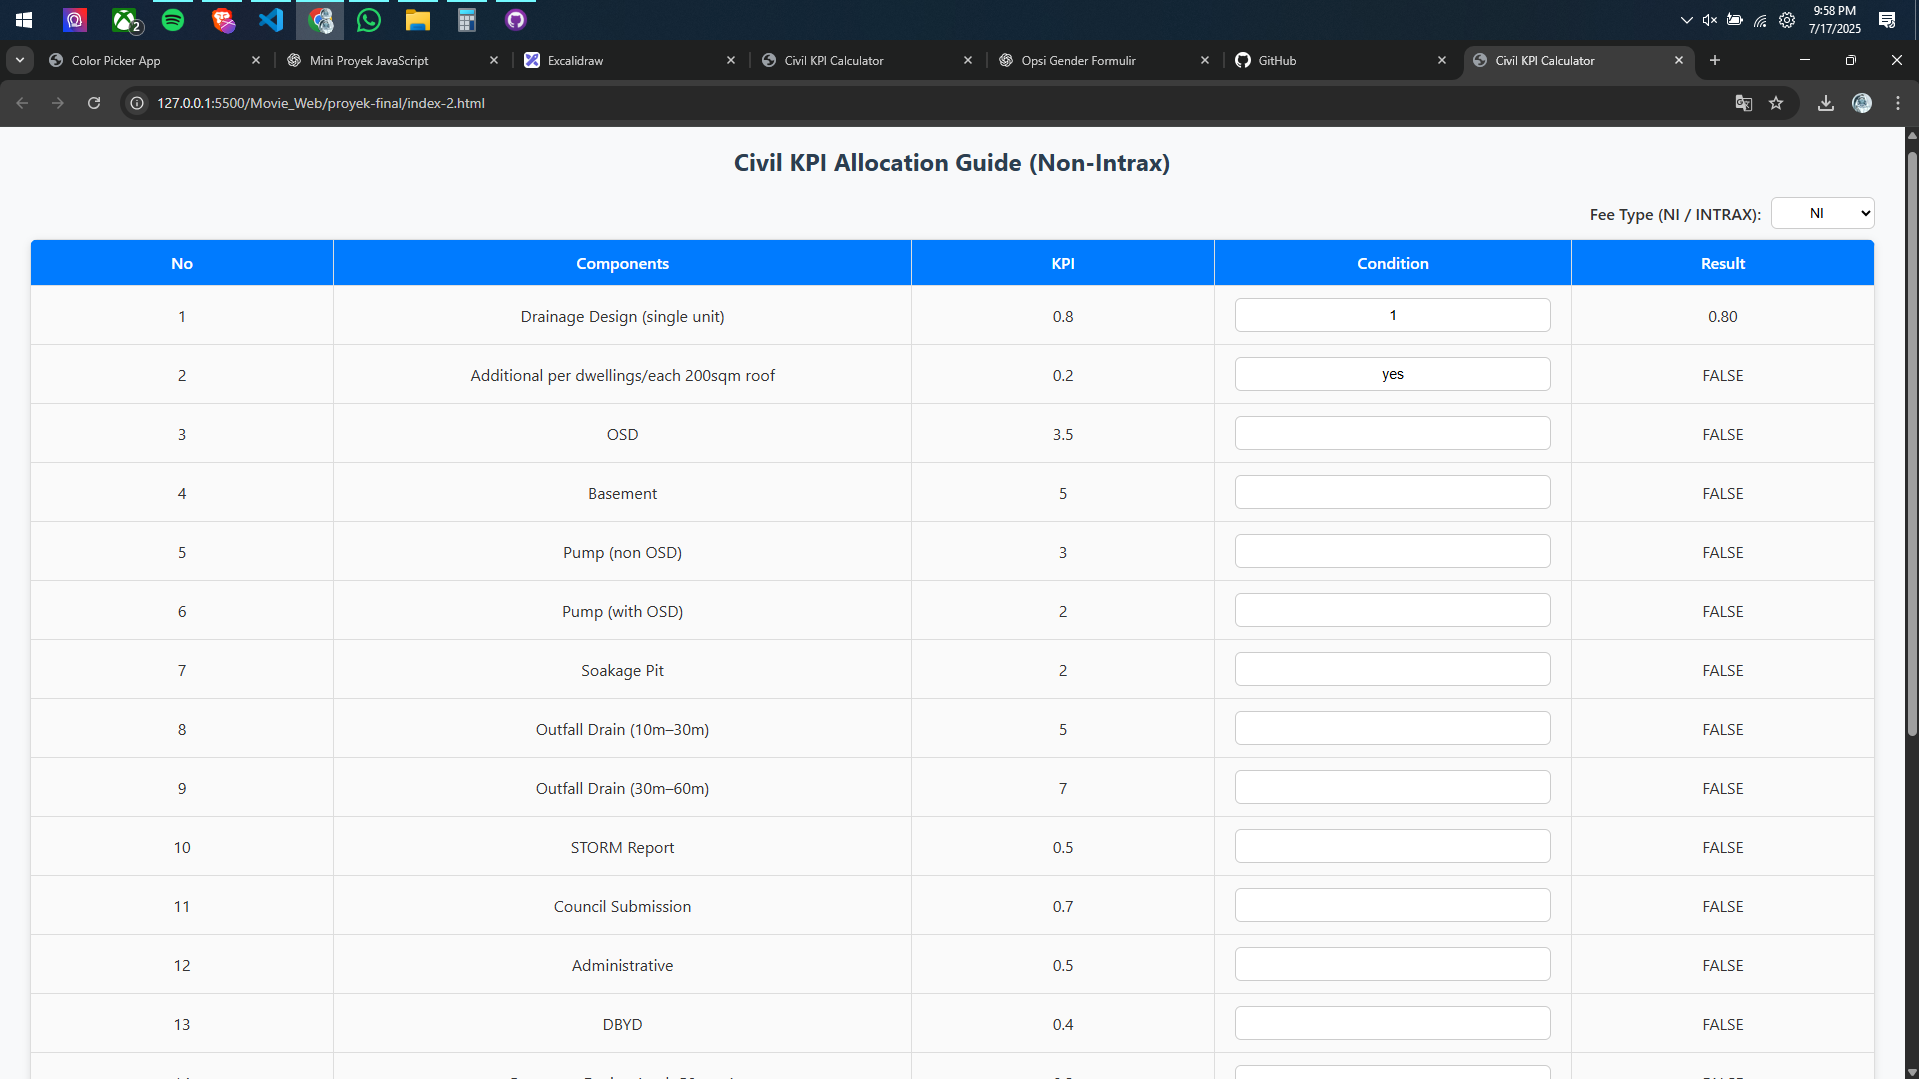 2
9:58 PM
7/17/2025
Color Picker App
Mini Proyek JavaScript
Excalidraw
Civil KPI Calculator
Opsi Gender Formulir
GitHub
Civil KPI Calculator
127.0.0.1:5500/Movie_Web/proyek-final/index-2.html
Civil KPI Allocation Guide (Non-Intrax)
Fee Type (NI / INTRAX): NI
No Components KPI Condition Result
1 Drainage Design (single unit) 0.8 1 0.80
2 Additional per dwellings/each 200sqm roof 0.2 yes FALSE
3 OSD 3.5 FALSE
4 Basement 5 FALSE
5 Pump (non OSD) 3 FALSE
6 Pump (with OSD) 2 FALSE
7 Soakage Pit 2 FALSE
8 Outfall Drain (10m–30m) 5 FALSE
9 Outfall Drain (30m–60m) 7 FALSE
10 STORM Report 0.5 FALSE
11 Council Submission 0.7 FALSE
12 Administrative 0.5 FALSE
13 DBYD 0.4 FALSE